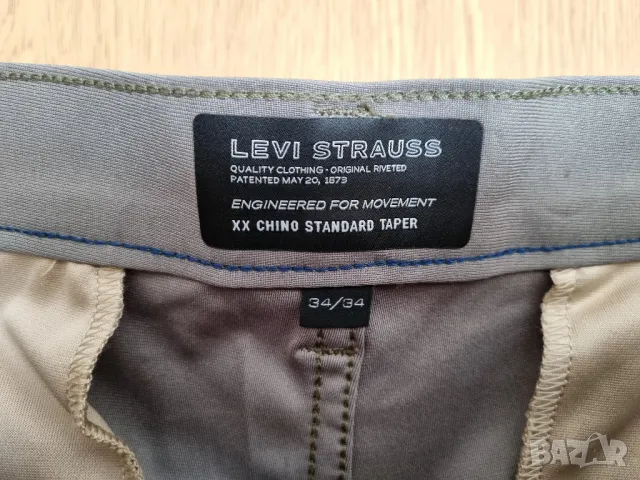 LEVI STRAUSS
QUALITY CLOTHING - ORIGINAL RIVETED
PATENTED MAY 20, 1873
ENGINEERED FOR MOVEMENT
XX CHINO STANDARD TAPER
34/34
BAZAR